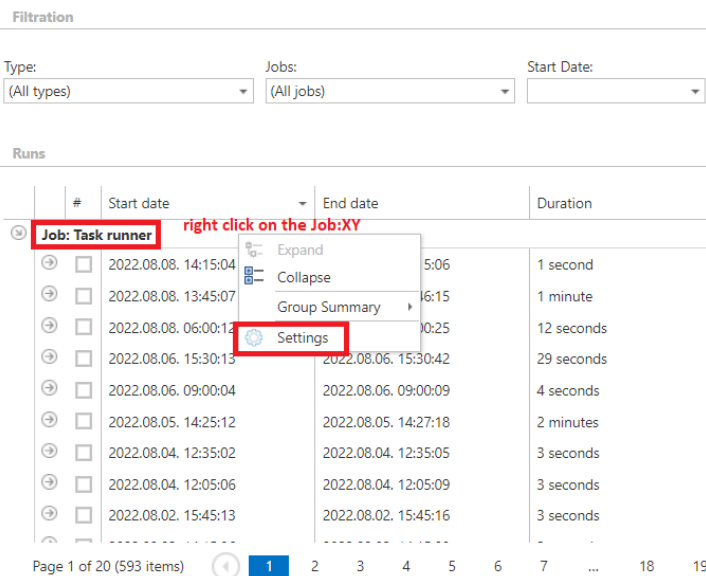 Filtration
Type: Jobs: Start Date:
(All types) (All jobs)
Runs
# Start date End date Duration
Job: Task runner right click on the Job:XY
Expand
2022.08.08. 14:15:04 5:06 1 second
Collapse
2022.08.08. 13:45:07 46:15 1 minute
Group Summary
2022.08.08. 06:00:12 00:25 12 seconds
Settings
2022.08.06. 15:30:13 2022.08.06. 15:30:42 29 seconds
2022.08.06. 09:00:04 2022.08.06. 09:00:09 4 seconds
2022.08.05. 14:25:12 2022.08.05. 14:27:18 2 minutes
2022.08.04. 12:35:02 2022.08.04. 12:35:05 3 seconds
2022.08.04. 12:05:06 2022.08.04. 12:05:09 3 seconds
2022.08.02. 15:45:13 2022.08.02. 15:45:16 3 seconds
Page 1 of 20 (593 items) 1 2 3 4 5 6 7 ... 18 19